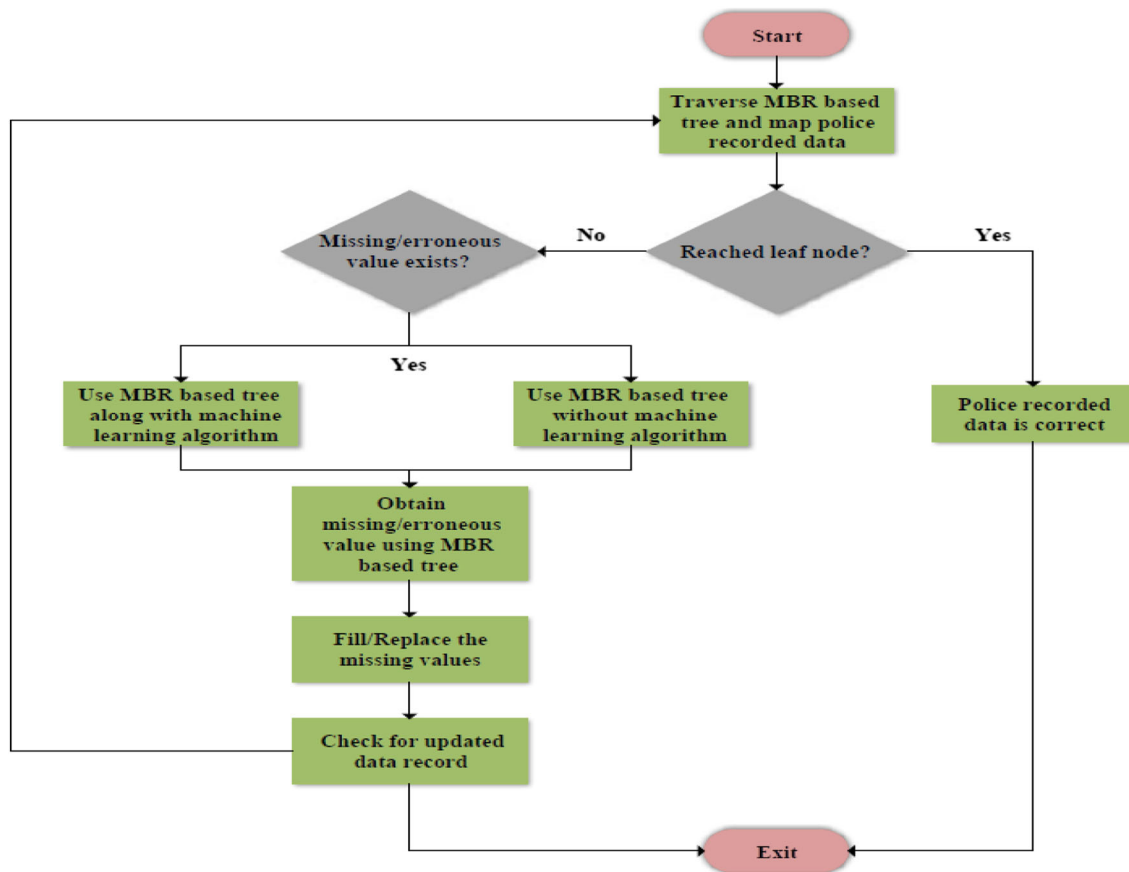 Start
Traverse MBR based
tree and map police
recorded data
Missing/erroneous
value exists?
No
Reached leaf node?
Yes
Yes
Use MBR based tree
along with machine
learning algorithm
Use MBR based tree
without machine
learning algorithm
Police recorded
data is correct
Obtain
missing/erroneous
value using MBR
based tree
Fill/Replace the
missing values
Check for updated
data record
Exit